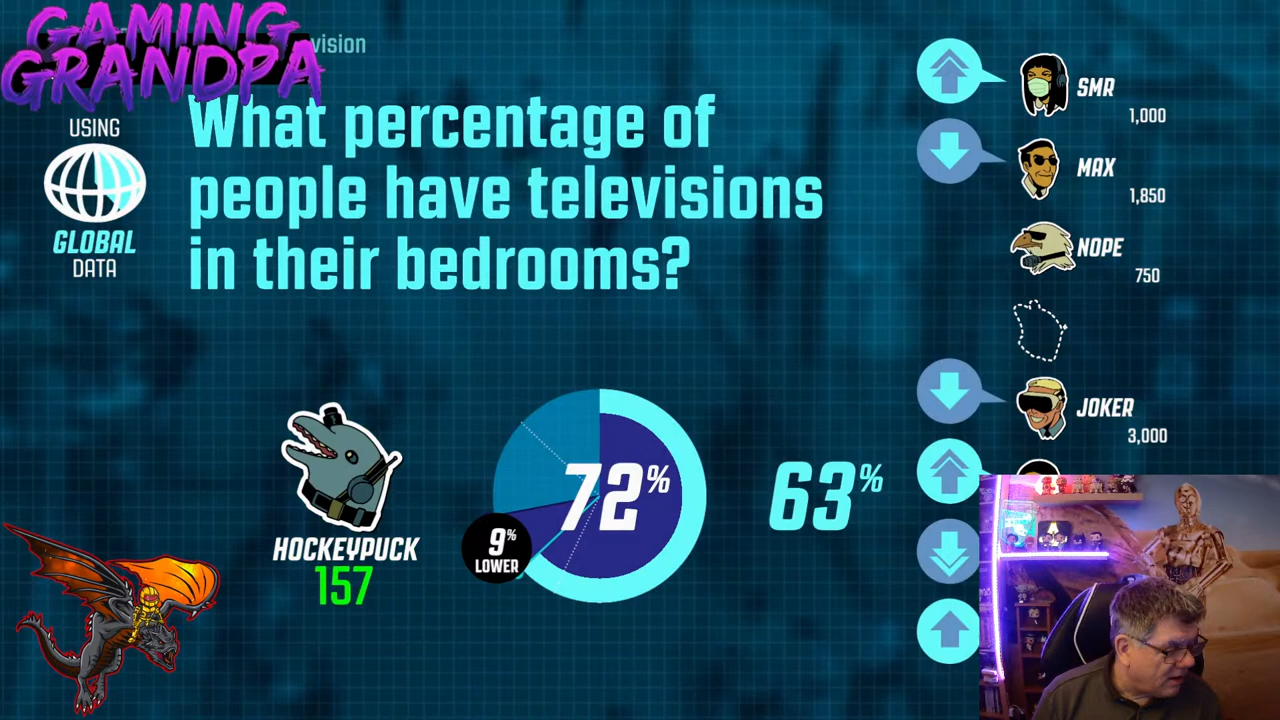 GAMING
GRANDPA
vision
USING
GLOBAL
DATA
What percentage of
people have televisions
in their bedrooms?
HOCKEYPUCK
157
72%
9%
LOWER
63%
SMR
1,000
MAX
1,850
NOPE
750
JOKER
3,000